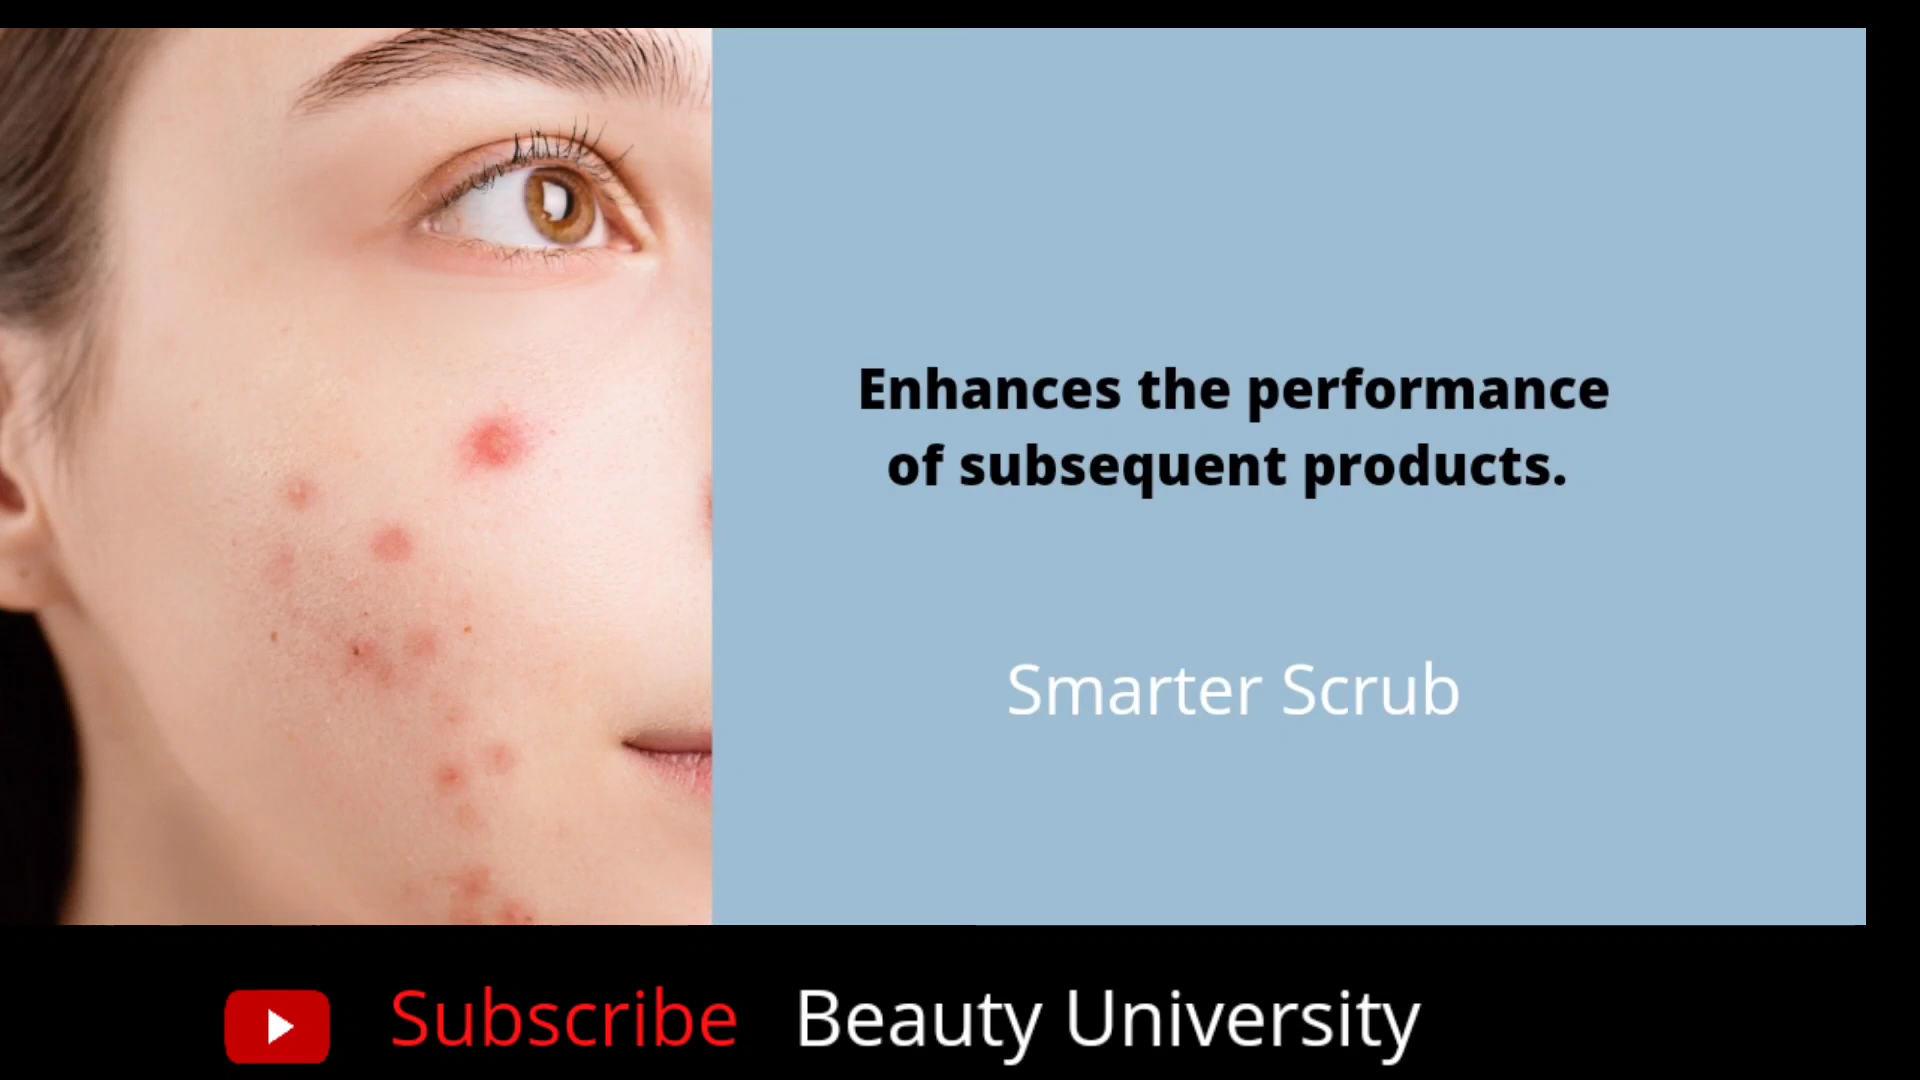 Enhances the performance
of subsequent products.
Smarter Scrub
Subscribe Beauty University